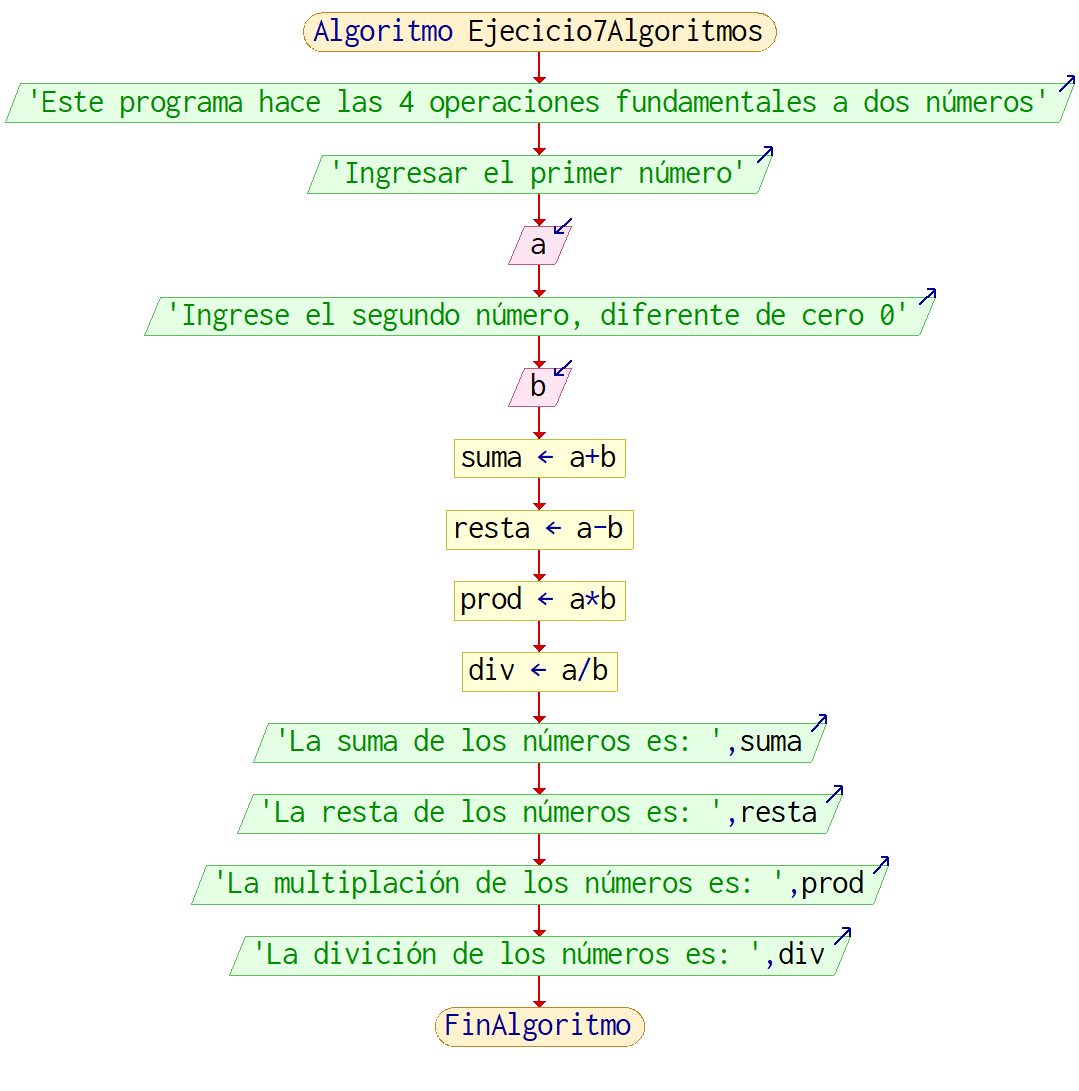 Algoritmo Ejecicio7Algoritmos
'Este programa hace las 4 operaciones fundamentales a dos números'
'Ingresar el primer número'
a
'Ingrese el segundo número, diferente de cero 0'
b
suma ← a+b
resta ← a-b
prod ← a*b
div ← a/b
'La suma de los números es: ',suma
'La resta de los números es: ',resta
'La multiplación de los números es: ',prod
'La divición de los números es: ',div
FinAlgoritmo